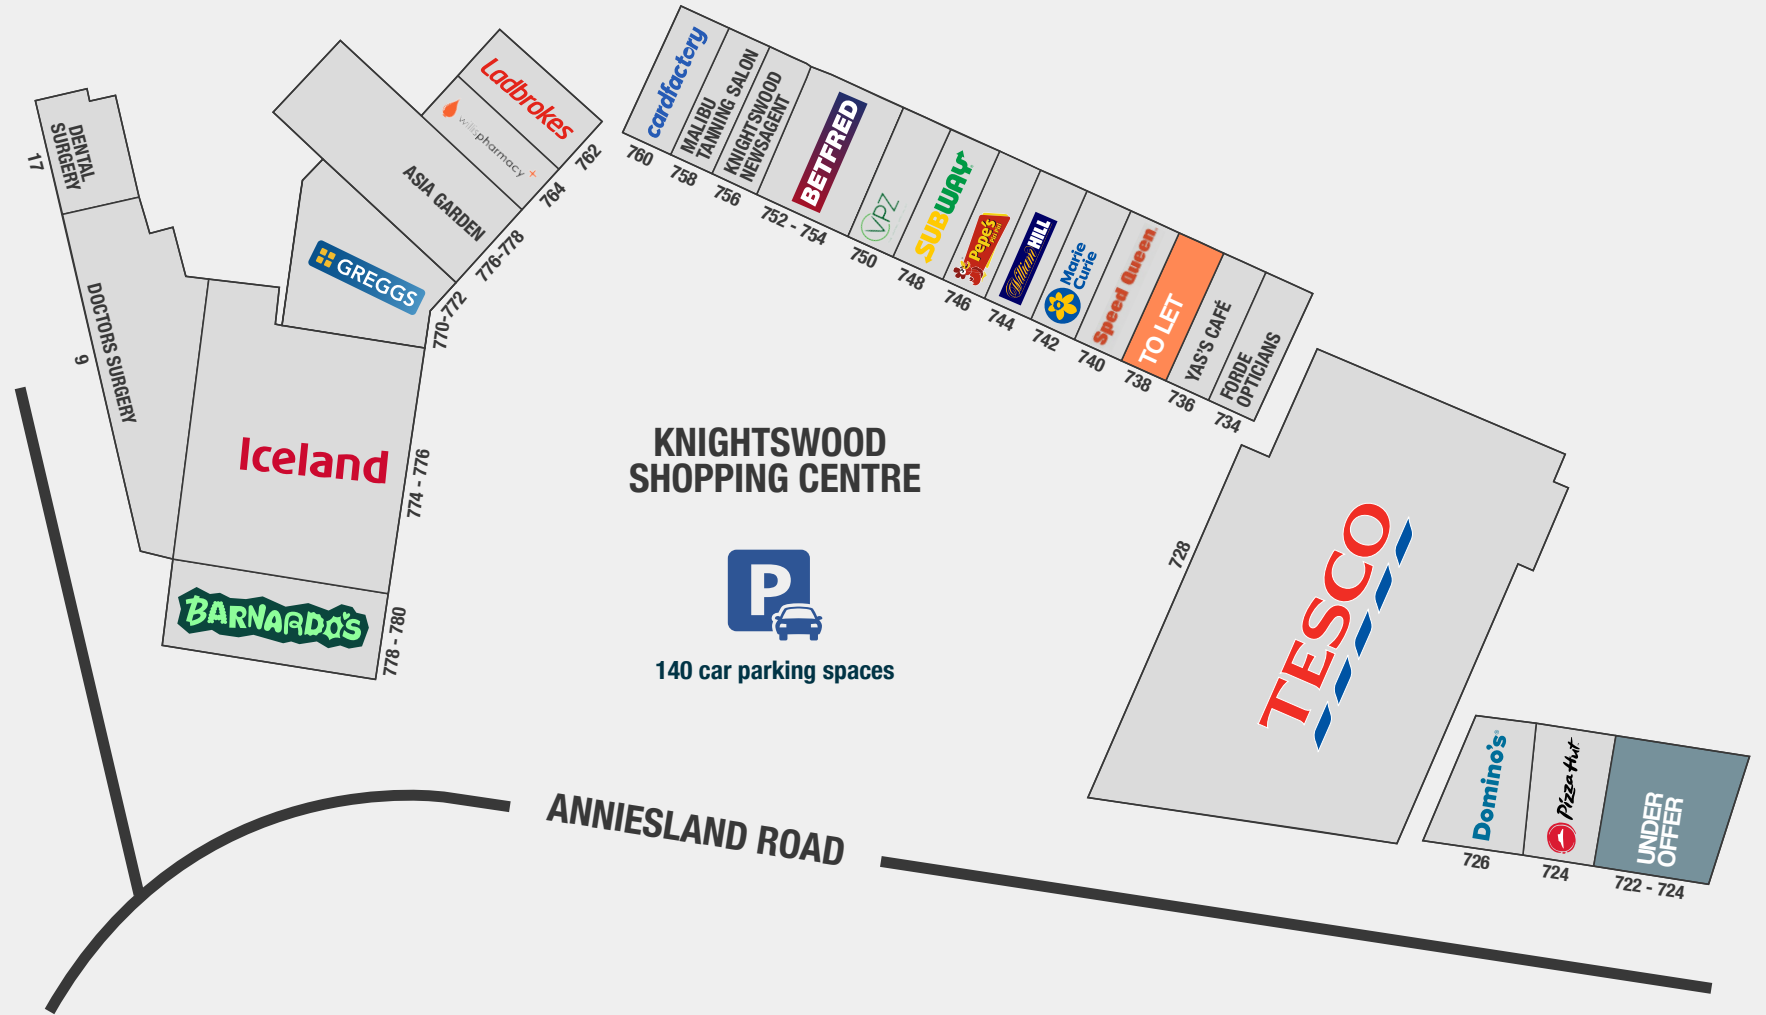 DENTAL
SURGERY
17
DOCTORS SURGERY
9
Ladbrokes
762
willispharmacy
764
ASIA GARDEN
776-778
GREGGS
770-772
Iceland
774 - 776
BARNARDO'S
778 - 780
cardfactory
760
MALIBU
TANNING SALON
758
KNIGHTSWOOD
NEWSAGENT
756
BETFRED
752 - 754
VPZ
750
SUBWAY
748
Pepe's
746
William HILL
744
Marie
Curie
742
Speed Queen
740
TO LET
738
YAS'S CAFÉ
736
FORDE
OPTICIANS
734
KNIGHTSWOOD
SHOPPING CENTRE
P
140 car parking spaces
728
TESCO
Domino's
726
Pizza Hut
724
UNDER
OFFER
722 - 724
ANNIESLAND ROAD